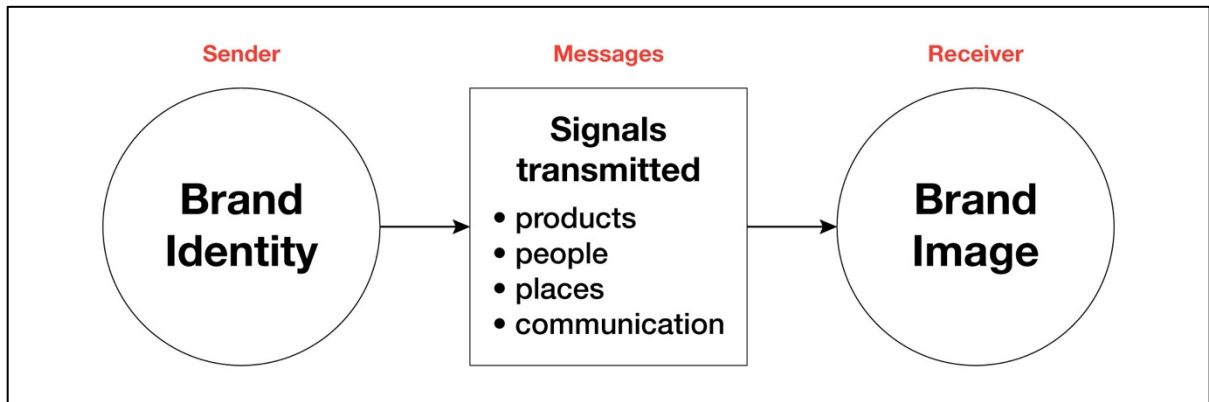 Sender
Messages
Receiver
Brand
Identity
Signals
transmitted
• products
• people
• places
• communication
Brand
Image